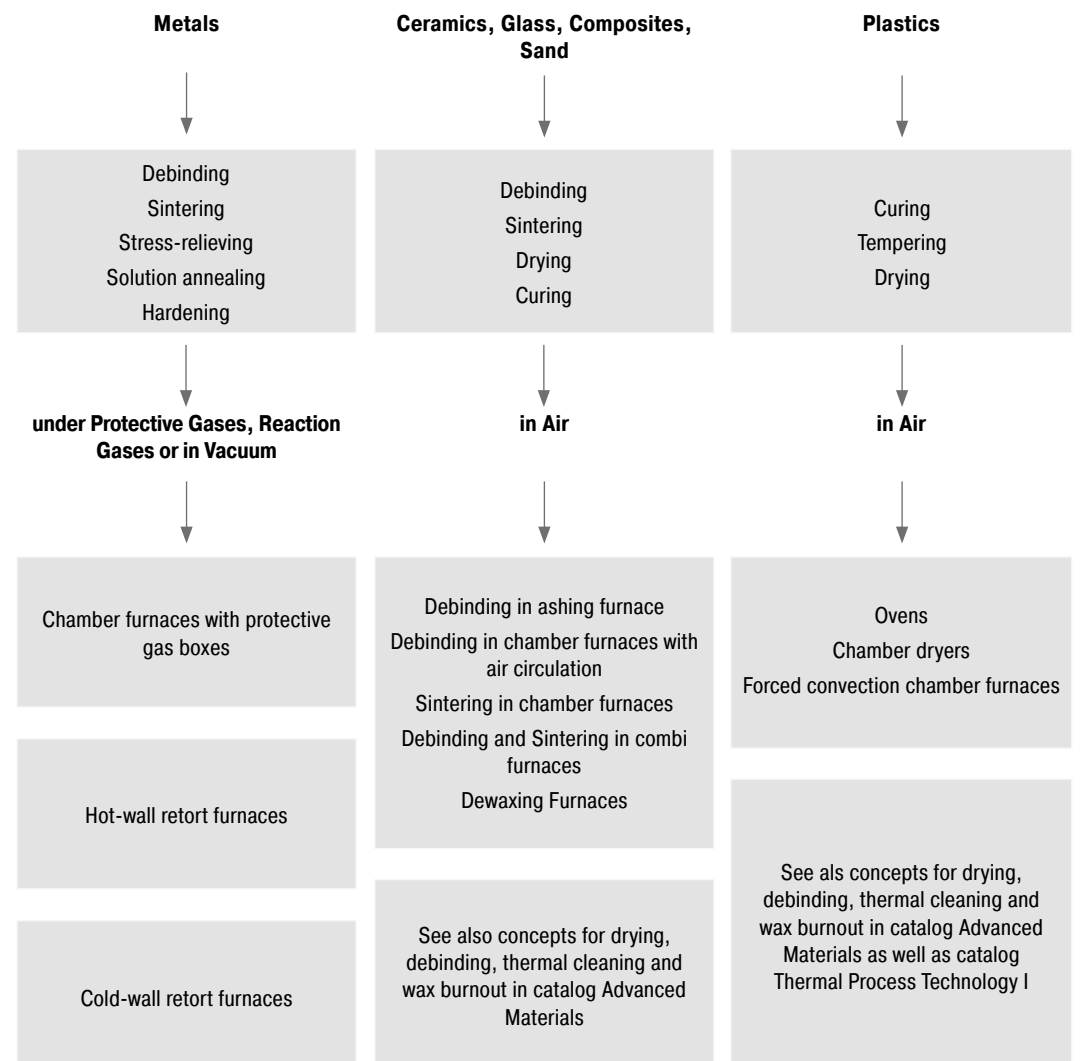 Metals
Debinding
Sintering
Stress-relieving
Solution annealing
Hardening
under Protective Gases, Reaction
Gases or in Vacuum
Chamber furnaces with protective
gas boxes
Hot-wall retort furnaces
Cold-wall retort furnaces
Ceramics, Glass, Composites,
Sand
Debinding
Sintering
Drying
Curing
in Air
Debinding in ashing furnace
Debinding in chamber furnaces with
air circulation
Sintering in chamber furnaces
Debinding and Sintering in combi
furnaces
Dewaxing Furnaces
See also concepts for drying,
debinding, thermal cleaning and
wax burnout in catalog Advanced
Materials
Plastics
Curing
Tempering
Drying
in Air
Ovens
Chamber dryers
Forced convection chamber furnaces
See als concepts for drying,
debinding, thermal cleaning and
wax burnout in catalog Advanced
Materials as well as catalog
Thermal Process Technology I